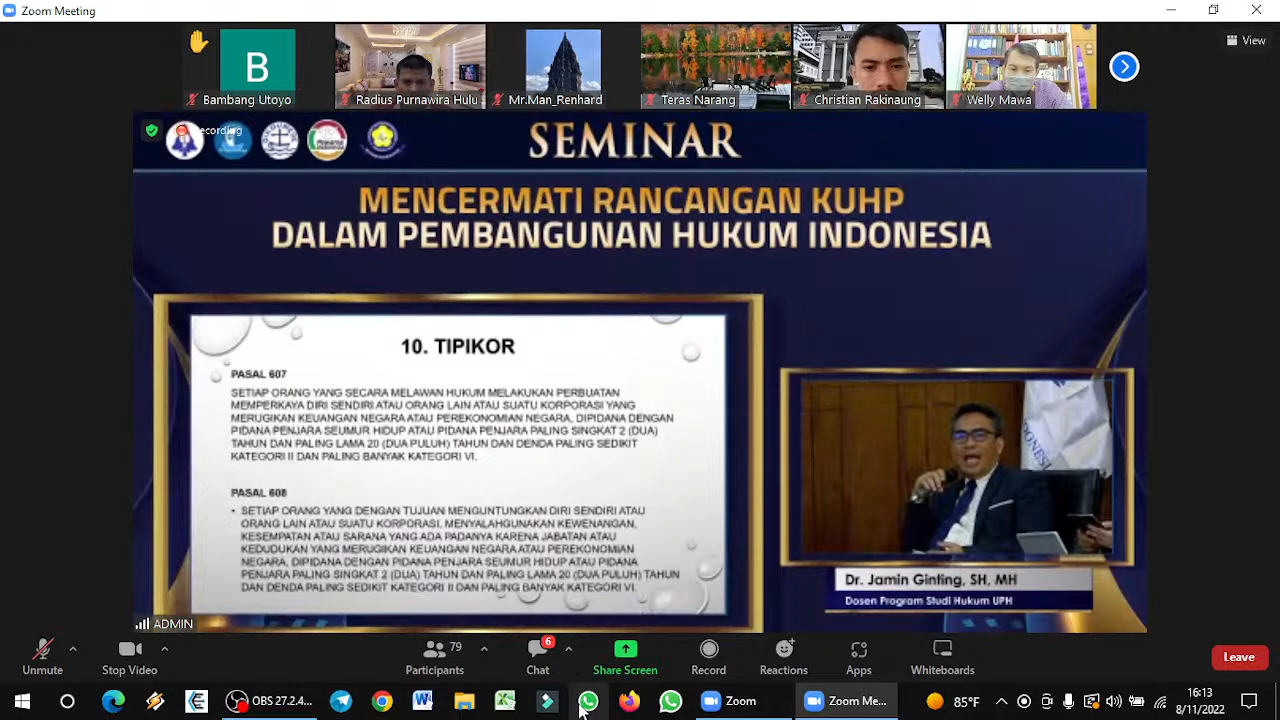 Zoom Meeting
View
B
Bambang Utoyo
Radius Purnawira Hulu
Mr.Man_Renhard
Teras Narang
Christian Rakinaung
Welly Mawa
Recording
SEMINAR
MENCERMATI RANCANGAN KUHP
DALAM PEMBANGUNAN HUKUM INDONESIA
10. TIPIKOR
PASAL 607
SETIAP ORANG YANG SECARA MELAWAN HUKUM MELAKUKAN PERBUATAN
MEMPERKAYA DIRI SENDIRI ATAU ORANG LAIN ATAU SUATU KORPORASI YANG
MERUGIKAN KEUANGAN NEGARA ATAU PEREKONOMIAN NEGARA, DIPIDANA DENGAN
PIDANA PENJARA SEUMUR HIDUP ATAU PIDANA PENJARA PALING SINGKAT 2 (DUA)
TAHUN DAN PALING LAMA 20 (DUA PULUH) TAHUN DAN DENDA PALING SEDIKIT
KATEGORI II DAN PALING BANYAK KATEGORI VI.
PASAL 608
• SETIAP ORANG YANG DENGAN TUJUAN MENGUNTUNGKAN DIRI SENDIRI ATAU
ORANG LAIN ATAU SUATU KORPORASI, MENYALAHGUNAKAN KEWENANGAN,
KESEMPATAN ATAU SARANA YANG ADA PADANYA KARENA JABATAN ATAU
KEDUDUKAN YANG MERUGIKAN KEUANGAN NEGARA ATAU PEREKONOMIAN
NEGARA, DIPIDANA DENGAN PIDANA PENJARA SEUMUR HIDUP ATAU PIDANA
PENJARA PALING SINGKAT 2 (DUA) TAHUN DAN PALING LAMA 20 (DUA PULUH) TAHUN
DAN DENDA PALING SEDIKIT KATEGORI II DAN PALING BANYAK KATEGORI VI.
Dr. Jamin Ginting, SH, MH
Dosen Program Studi Hukum UPH
ADMIN
Unmute
Stop Video
79
Participants
6
Chat
Share Screen
Record
Reactions
Apps
Whiteboards
Leave
OBS 27.2.4...
Zoom
Zoom Me...
85°F
16:13
8/11/2022